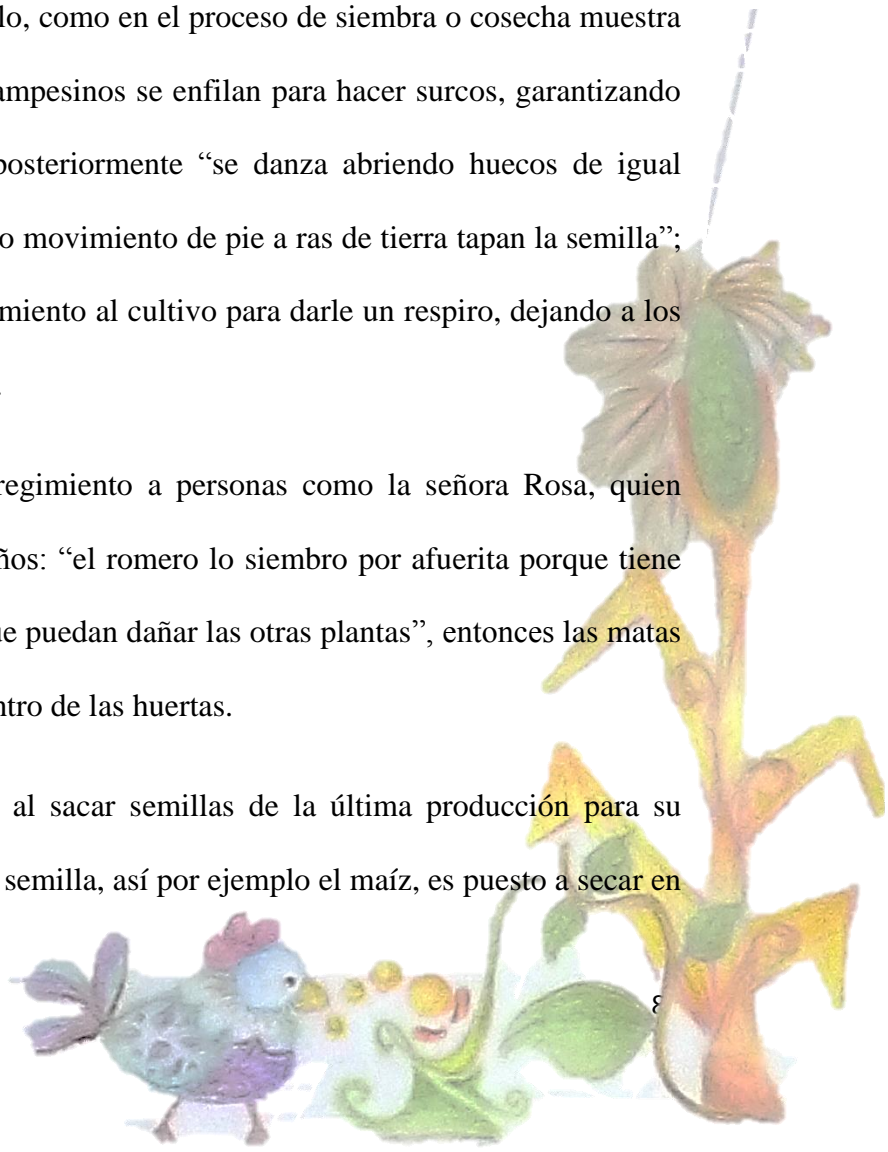 lo, como en el proceso de siembra o cosecha muestra
ampesinos se enfilan para hacer surcos, garantizando
posteriormente “se danza abriendo huecos de igual
o movimiento de pie a ras de tierra tapan la semilla”;
miento al cultivo para darle un respiro, dejando a los
.
regimiento a personas como la señora Rosa, quien
ños: “el romero lo siembro por afuerita porque tiene
ue puedan dañar las otras plantas”, entonces las matas
ntro de las huertas.
al sacar semillas de la última producción para su
semilla, así por ejemplo el maíz, es puesto a secar en
8